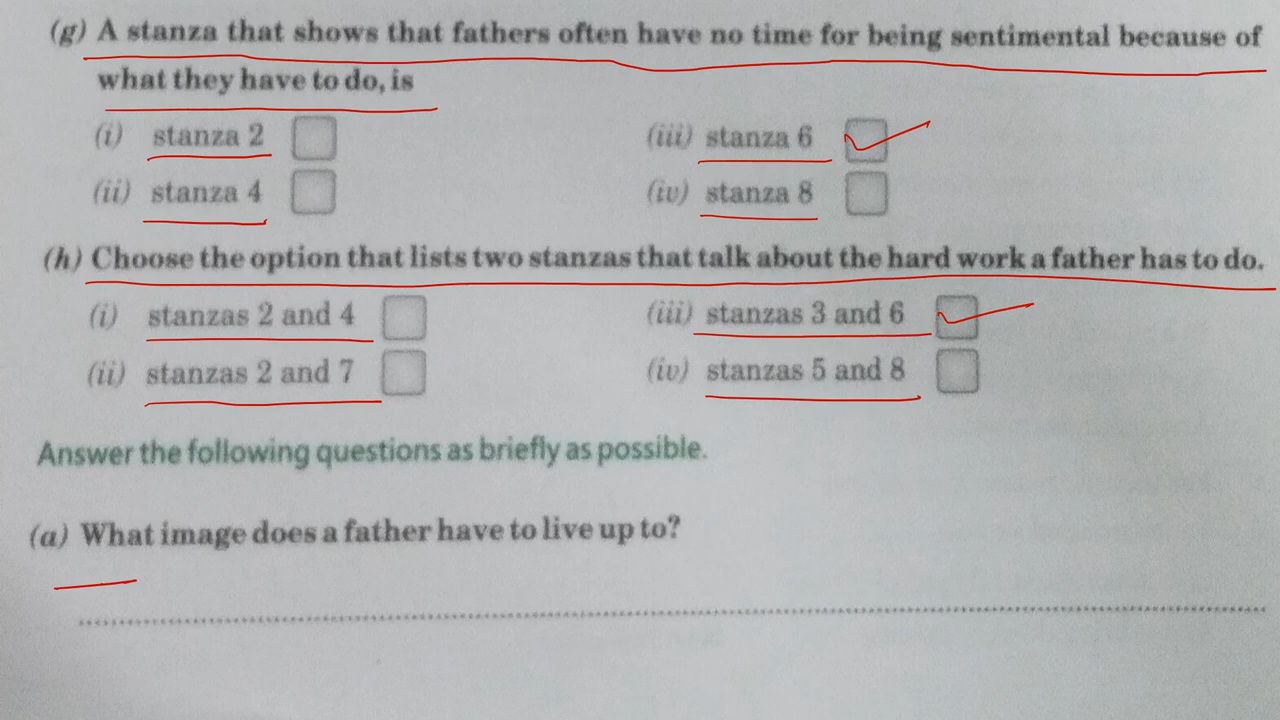 (g) A stanza that shows that fathers often have no time for being sentimental because of
what they have to do, is
(i) stanza 2 (iii) stanza 6
(ii) stanza 4 (iv) stanza 8
(h) Choose the option that lists two stanzas that talk about the hard work a father has to do.
(i) stanzas 2 and 4 (iii) stanzas 3 and 6
(ii) stanzas 2 and 7 (iv) stanzas 5 and 8
Answer the following questions as briefly as possible.
(a) What image does a father have to live up to?